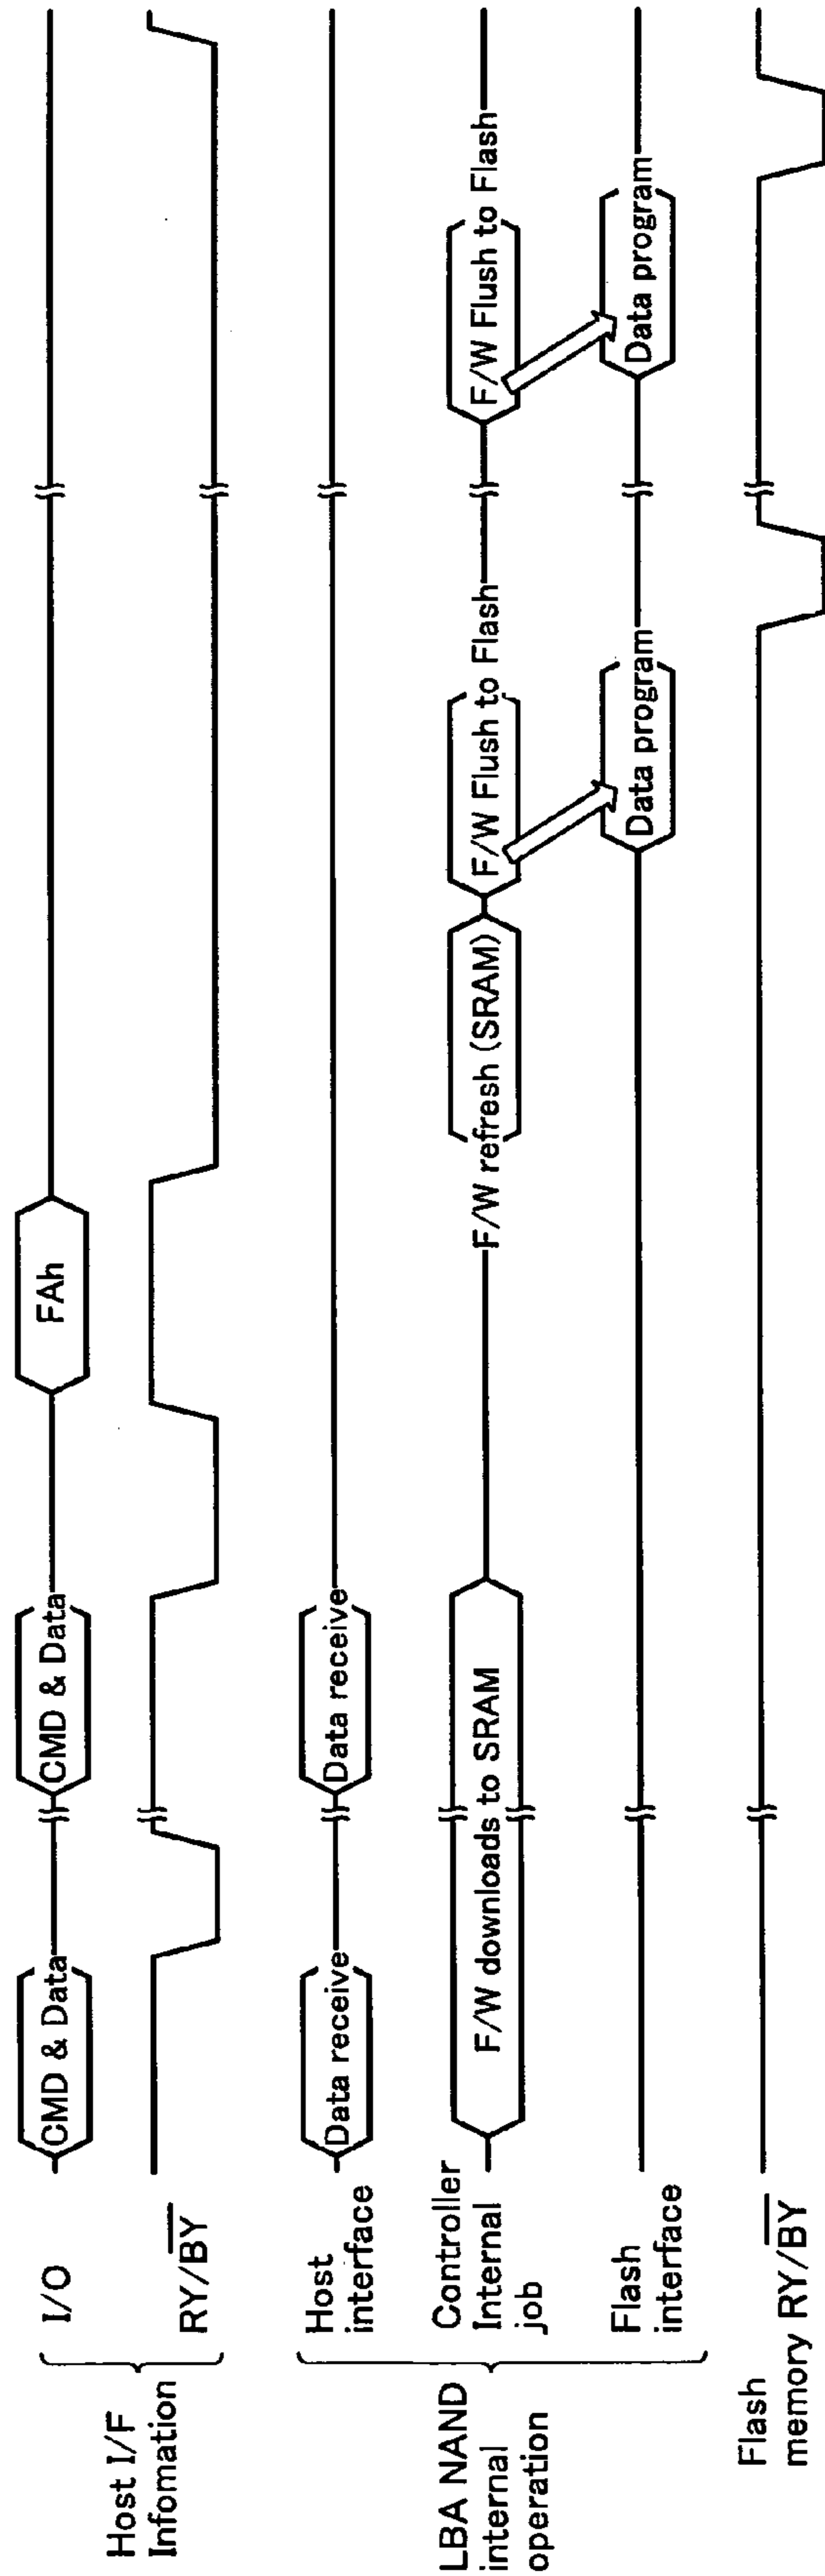 Host I/F
Infomation
I/O
CMD & Data
CMD & Data
FAh
RY/BY
LBA NAND
internal
operation
Host
interface
Data receive
Data receive
Controller
Internal
job
F/W downloads to SRAM
F/W refresh (SRAM)
F/W Flush to Flash
F/W Flush to Flash
Flash
interface
Data program
Data program
Flash
memory RY/BY